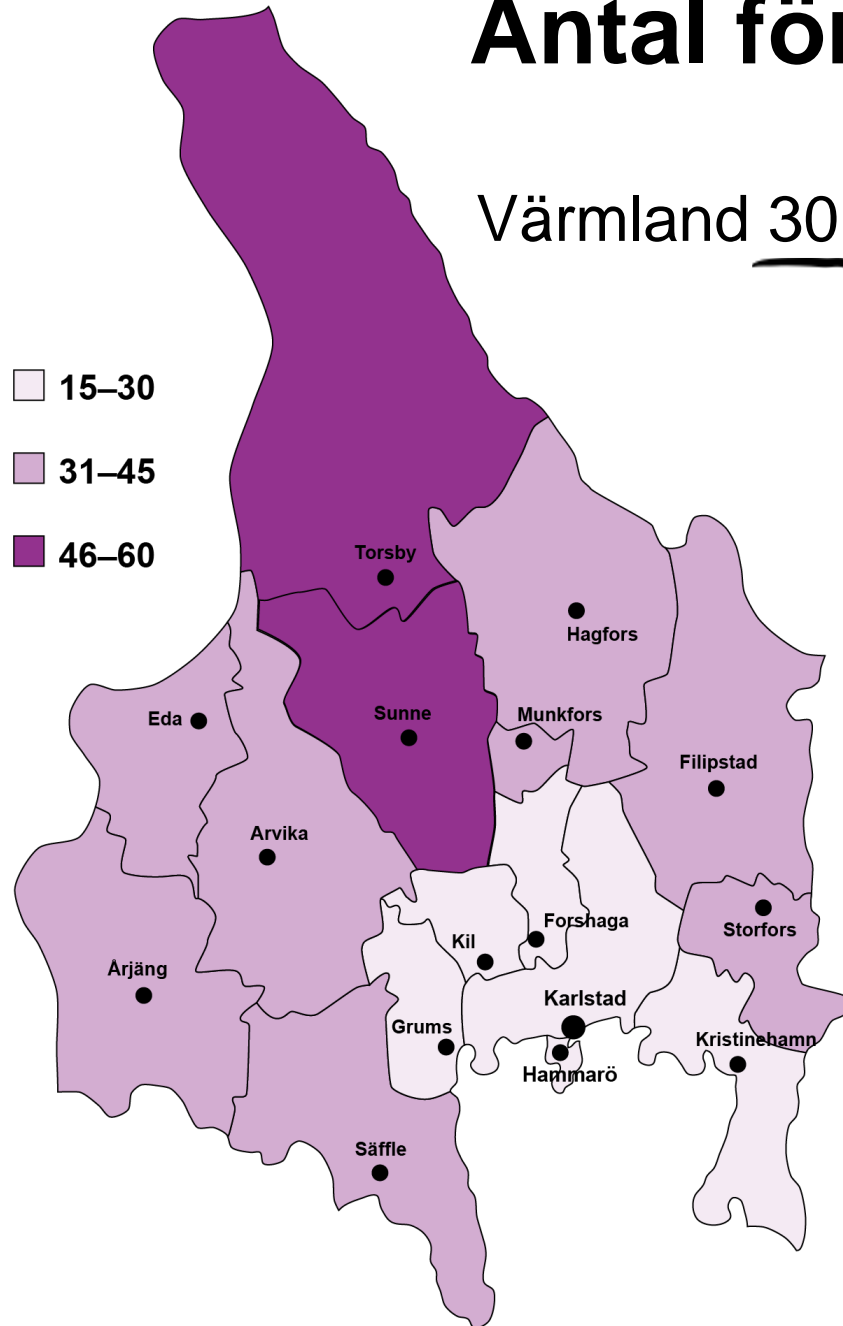 Antal för
Värmland 30
15–30
31–45
46–60
Torsby
Hagfors
Eda
Sunne
Munkfors
Filipstad
Arvika
Kil
Forshaga
Storfors
Årjäng
Grums
Karlstad
Kristinehamn
Hammarö
Säffle